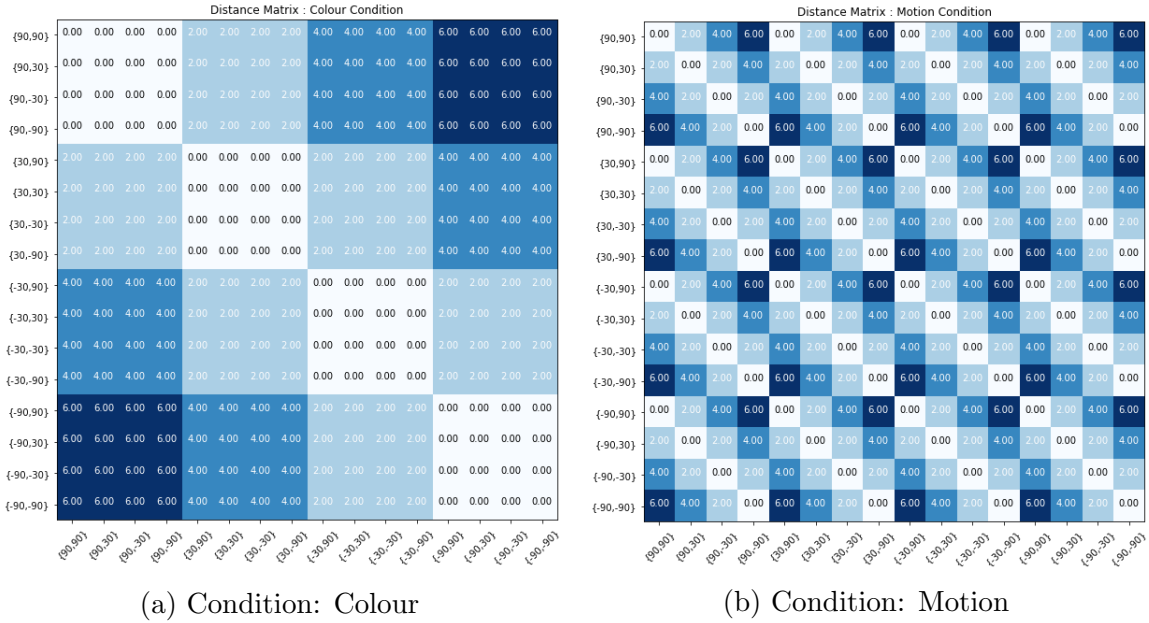 Distance Matrix : Colour Condition
{90,90} 0.00 0.00 0.00 0.00 2.00 2.00 2.00 2.00 4.00 4.00 4.00 4.00 6.00 6.00 6.00 6.00
{90,30} 0.00 0.00 0.00 0.00 2.00 2.00 2.00 2.00 4.00 4.00 4.00 4.00 6.00 6.00 6.00 6.00
{90,-30} 0.00 0.00 0.00 0.00 2.00 2.00 2.00 2.00 4.00 4.00 4.00 4.00 6.00 6.00 6.00 6.00
{90,-90} 0.00 0.00 0.00 0.00 2.00 2.00 2.00 2.00 4.00 4.00 4.00 4.00 6.00 6.00 6.00 6.00
{30,90} 2.00 2.00 2.00 2.00 0.00 0.00 0.00 0.00 2.00 2.00 2.00 2.00 4.00 4.00 4.00 4.00
{30,30} 2.00 2.00 2.00 2.00 0.00 0.00 0.00 0.00 2.00 2.00 2.00 2.00 4.00 4.00 4.00 4.00
{30,-30} 2.00 2.00 2.00 2.00 0.00 0.00 0.00 0.00 2.00 2.00 2.00 2.00 4.00 4.00 4.00 4.00
{30,-90} 2.00 2.00 2.00 2.00 0.00 0.00 0.00 0.00 2.00 2.00 2.00 2.00 4.00 4.00 4.00 4.00
{-30,90} 4.00 4.00 4.00 4.00 2.00 2.00 2.00 2.00 0.00 0.00 0.00 0.00 2.00 2.00 2.00 2.00
{-30,30} 4.00 4.00 4.00 4.00 2.00 2.00 2.00 2.00 0.00 0.00 0.00 0.00 2.00 2.00 2.00 2.00
{-30,-30} 4.00 4.00 4.00 4.00 2.00 2.00 2.00 2.00 0.00 0.00 0.00 0.00 2.00 2.00 2.00 2.00
{-30,-90} 4.00 4.00 4.00 4.00 2.00 2.00 2.00 2.00 0.00 0.00 0.00 0.00 2.00 2.00 2.00 2.00
{-90,90} 6.00 6.00 6.00 6.00 4.00 4.00 4.00 4.00 2.00 2.00 2.00 2.00 0.00 0.00 0.00 0.00
{-90,30} 6.00 6.00 6.00 6.00 4.00 4.00 4.00 4.00 2.00 2.00 2.00 2.00 0.00 0.00 0.00 0.00
{-90,-30} 6.00 6.00 6.00 6.00 4.00 4.00 4.00 4.00 2.00 2.00 2.00 2.00 0.00 0.00 0.00 0.00
{-90,-90} 6.00 6.00 6.00 6.00 4.00 4.00 4.00 4.00 2.00 2.00 2.00 2.00 0.00 0.00 0.00 0.00
{90,90} {90,30} {90,-30} {90,-90} {30,90} {30,30} {30,-30} {30,-90} {-30,90} {-30,30} {-30,-30} {-30,-90} {-90,90} {-90,30} {-90,-30} {-90,-90}
(a) Condition: Colour
Distance Matrix : Motion Condition
{90,90} 0.00 2.00 4.00 6.00 0.00 2.00 4.00 6.00 0.00 2.00 4.00 6.00 0.00 2.00 4.00 6.00
{90,30} 2.00 0.00 2.00 4.00 2.00 0.00 2.00 4.00 2.00 0.00 2.00 4.00 2.00 0.00 2.00 4.00
{90,-30} 4.00 2.00 0.00 2.00 4.00 2.00 0.00 2.00 4.00 2.00 0.00 2.00 4.00 2.00 0.00 2.00
{90,-90} 6.00 4.00 2.00 0.00 6.00 4.00 2.00 0.00 6.00 4.00 2.00 0.00 6.00 4.00 2.00 0.00
{30,90} 0.00 2.00 4.00 6.00 0.00 2.00 4.00 6.00 0.00 2.00 4.00 6.00 0.00 2.00 4.00 6.00
{30,30} 2.00 0.00 2.00 4.00 2.00 0.00 2.00 4.00 2.00 0.00 2.00 4.00 2.00 0.00 2.00 4.00
{30,-30} 4.00 2.00 0.00 2.00 4.00 2.00 0.00 2.00 4.00 2.00 0.00 2.00 4.00 2.00 0.00 2.00
{30,-90} 6.00 4.00 2.00 0.00 6.00 4.00 2.00 0.00 6.00 4.00 2.00 0.00 6.00 4.00 2.00 0.00
{-30,90} 0.00 2.00 4.00 6.00 0.00 2.00 4.00 6.00 0.00 2.00 4.00 6.00 0.00 2.00 4.00 6.00
{-30,30} 2.00 0.00 2.00 4.00 2.00 0.00 2.00 4.00 2.00 0.00 2.00 4.00 2.00 0.00 2.00 4.00
{-30,-30} 4.00 2.00 0.00 2.00 4.00 2.00 0.00 2.00 4.00 2.00 0.00 2.00 4.00 2.00 0.00 2.00
{-30,-90} 6.00 4.00 2.00 0.00 6.00 4.00 2.00 0.00 6.00 4.00 2.00 0.00 6.00 4.00 2.00 0.00
{-90,90} 0.00 2.00 4.00 6.00 0.00 2.00 4.00 6.00 0.00 2.00 4.00 6.00 0.00 2.00 4.00 6.00
{-90,30} 2.00 0.00 2.00 4.00 2.00 0.00 2.00 4.00 2.00 0.00 2.00 4.00 2.00 0.00 2.00 4.00
{-90,-30} 4.00 2.00 0.00 2.00 4.00 2.00 0.00 2.00 4.00 2.00 0.00 2.00 4.00 2.00 0.00 2.00
{-90,-90} 6.00 4.00 2.00 0.00 6.00 4.00 2.00 0.00 6.00 4.00 2.00 0.00 6.00 4.00 2.00 0.00
{90,90} {90,30} {90,-30} {90,-90} {30,90} {30,30} {30,-30} {30,-90} {-30,90} {-30,30} {-30,-30} {-30,-90} {-90,90} {-90,30} {-90,-30} {-90,-90}
(b) Condition: Motion